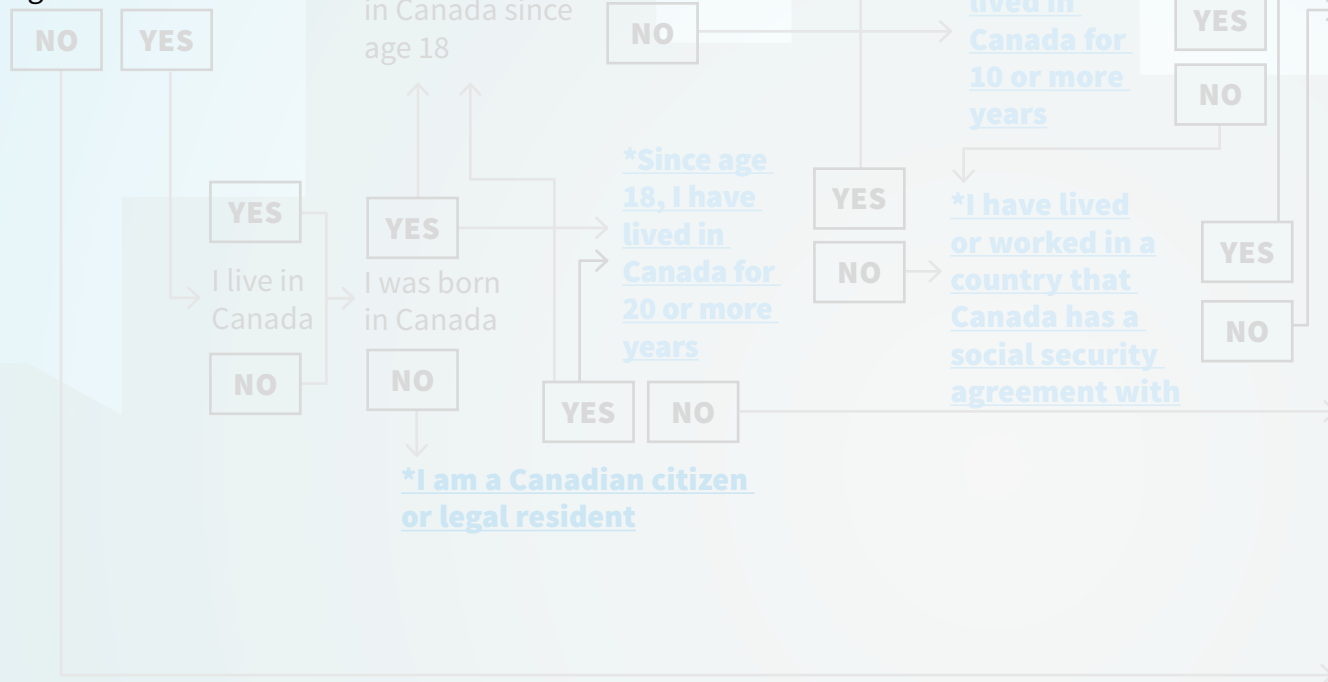 NO
YES
in Canada since
age 18
NO
Canada for
10 or more
years
YES
NO
*Since age
18, I have
lived in
Canada for
20 or more
years
YES
NO
*I have lived
or worked in a
country that
Canada has a
social security
agreement with
YES
NO
YES
I live in
Canada
NO
YES
I was born
in Canada
NO
YES
NO
*I am a Canadian citizen
or legal resident